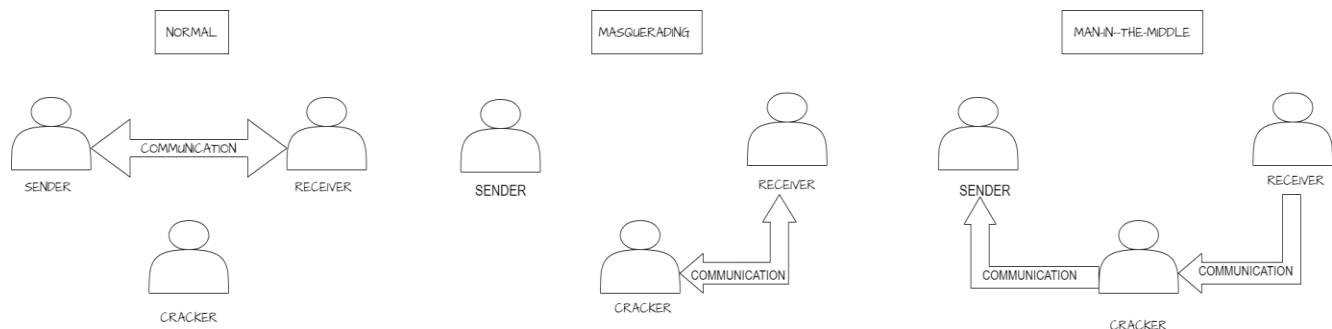 NORMAL
COMMUNICATION
SENDER
RECEIVER
CRACKER
MASQUERADING
SENDER
RECEIVER
COMMUNICATION
CRACKER
MAN-IN--THE-MIDDLE
SENDER
RECEIVER
COMMUNICATION
COMMUNICATION
CRACKER